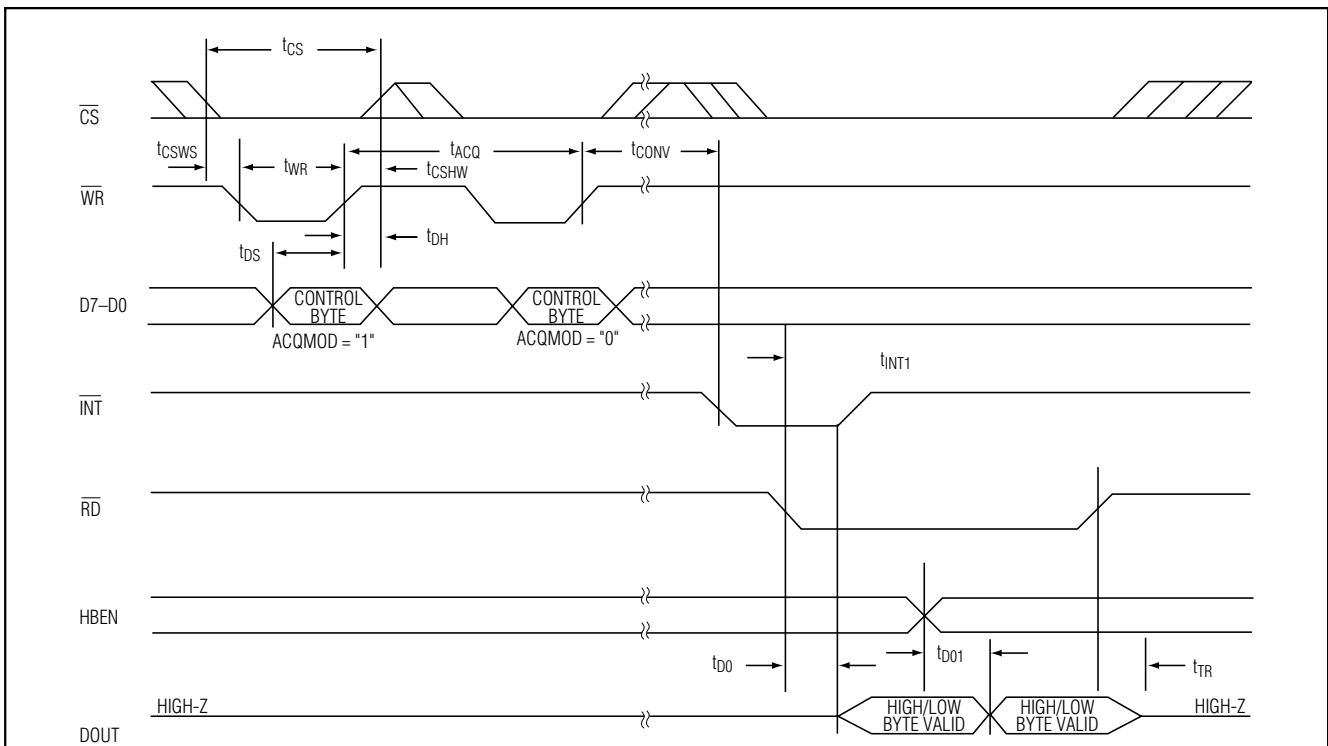 tCS
CS
tCSWS
tWR
tACQ
tCONV
tCSHW
WR
tDS
tDH
D7–D0
CONTROL
BYTE
CONTROL
BYTE
ACQMOD = "1"
ACQMOD = "0"
tINT1
INT
RD
HBEN
tD0
tD01
tTR
HIGH-Z
HIGH/LOW
BYTE VALID
HIGH/LOW
BYTE VALID
HIGH-Z
DOUT